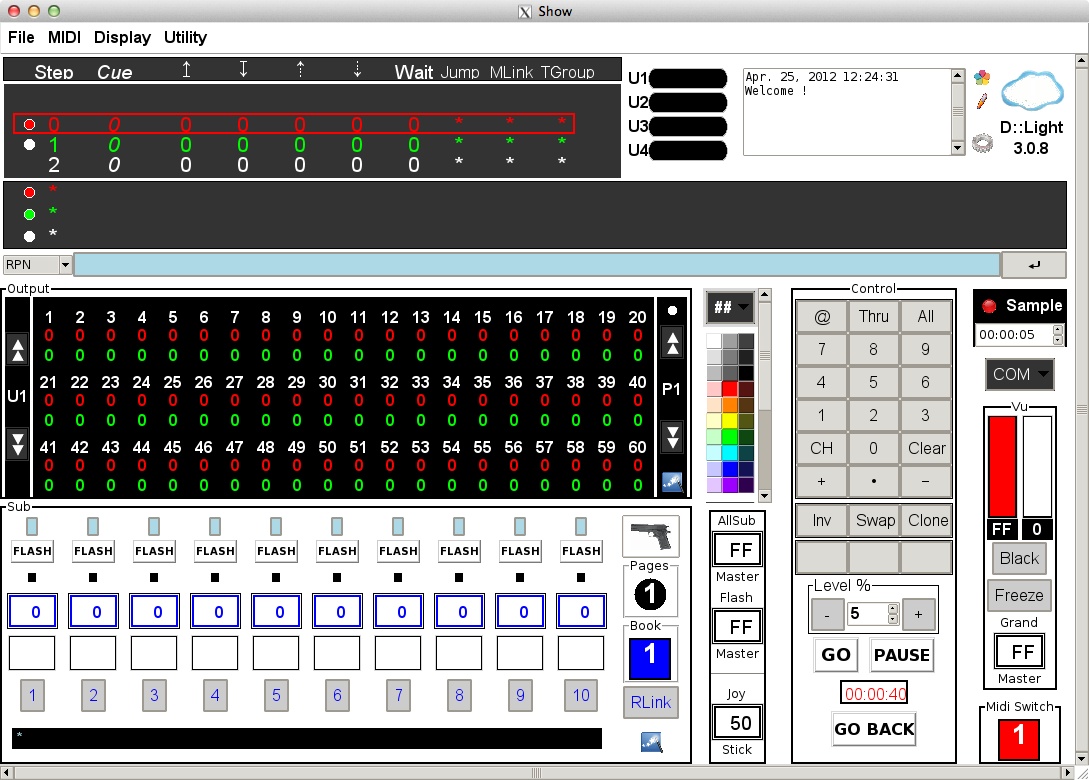 Show
File MIDI Display Utility
Step Cue Wait Jump MLink TGroup
0 0 0 0 0 0 0 * * *
1 0 0 0 0 0 0 * * *
2 0 0 0 0 0 0 * * *
*
*
*
U1
U2
U3
U4
Apr. 25, 2012 12:24:31
Welcome !
D::Light
3.0.8
RPN
Output
U1
1 2 3 4 5 6 7 8 9 10 11 12 13 14 15 16 17 18 19 20
0 0 0 0 0 0 0 0 0 0 0 0 0 0 0 0 0 0 0 0
0 0 0 0 0 0 0 0 0 0 0 0 0 0 0 0 0 0 0 0
21 22 23 24 25 26 27 28 29 30 31 32 33 34 35 36 37 38 39 40
0 0 0 0 0 0 0 0 0 0 0 0 0 0 0 0 0 0 0 0
0 0 0 0 0 0 0 0 0 0 0 0 0 0 0 0 0 0 0 0
41 42 43 44 45 46 47 48 49 50 51 52 53 54 55 56 57 58 59 60
0 0 0 0 0 0 0 0 0 0 0 0 0 0 0 0 0 0 0 0
0 0 0 0 0 0 0 0 0 0 0 0 0 0 0 0 0 0 0 0
P1
##
Sub
FLASH FLASH FLASH FLASH FLASH FLASH FLASH FLASH FLASH FLASH
0 0 0 0 0 0 0 0 0 0
1 2 3 4 5 6 7 8 9 10
*
Pages
1
Book
1
RLink
AllSub
FF
Master
Flash
FF
Master
Joy
50
Stick
Control
@ Thru All
7 8 9
4 5 6
1 2 3
CH 0 Clear
+ • −
Inv Swap Clone
Level %
- 5 +
GO PAUSE
00:00:40
GO BACK
Sample
00:00:05
COM
Vu
FF 0
Black
Freeze
Grand
FF
Master
Midi Switch
1